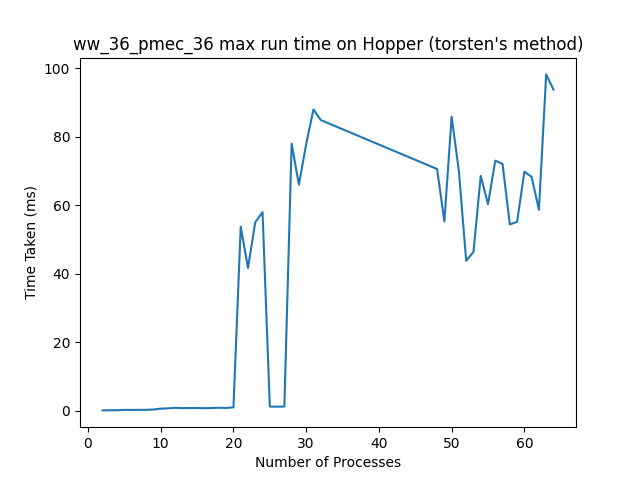 ww_36_pmec_36 max run time on Hopper (torsten's method)
Time Taken (ms)
100
80
60
40
20
0
0 10 20 30 40 50 60
Number of Processes